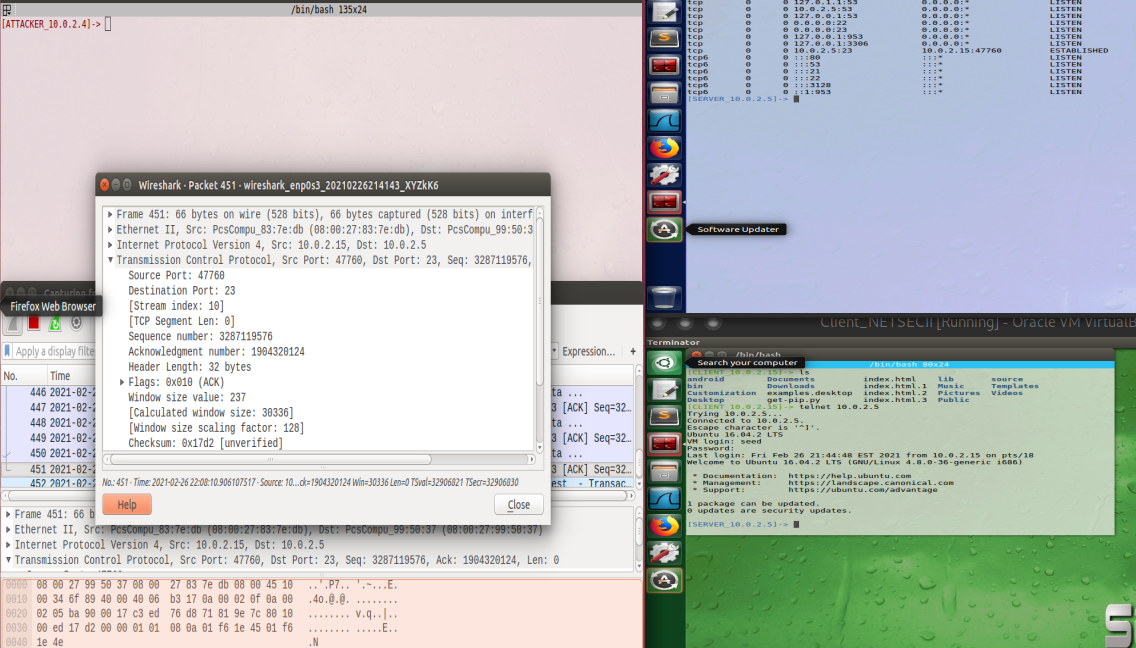 /bin/bash 135x24
[ATTACKER_10.0.2.4]->
Wireshark · Packet 451 · wireshark_enp0s3_20210226214143_XYZkK6
Frame 451: 66 bytes on wire (528 bits), 66 bytes captured (528 bits) on interf
Ethernet II, Src: PcsCompu_83:7e:db (08:00:27:83:7e:db), Dst: PcsCompu_99:50:3
Internet Protocol Version 4, Src: 10.0.2.15, Dst: 10.0.2.5
Transmission Control Protocol, Src Port: 47760, Dst Port: 23, Seq: 3287119576,
Source Port: 47760
Destination Port: 23
[Stream index: 10]
[TCP Segment Len: 0]
Sequence number: 3287119576
Acknowledgment number: 1904320124
Header Length: 32 bytes
Flags: 0x010 (ACK)
Window size value: 237
[Calculated window size: 30336]
[Window size scaling factor: 128]
Checksum: 0x17d2 [unverified]
No.: 451 · Time: 2021-02-26 22:08:10.906107517 · Source: 10...ck=1904320124 Win=30336 Len=0 TSval=32906821 TSecr=32906830
Help
Close
Capturing
Firefox Web Browser
Apply a display filte
Expression...
+
No.
Time
446 2021-02-2
ta ...
447 2021-02-2
3 [ACK] Seq=32...
448 2021-02-2
ta ...
449 2021-02-2
3 [ACK] Seq=32...
450 2021-02-2
ta ...
451 2021-02-2
3 [ACK] Seq=32...
452 2021-02-2
est - Transac...
Frame 451: 66 b
Ethernet II, Src: PcsCompu_83:7e:db (08:00:27:83:7e:db), Dst: PcsCompu_99:50:37 (08:00:27:99:50:37)
Internet Protocol Version 4, Src: 10.0.2.15, Dst: 10.0.2.5
Transmission Control Protocol, Src Port: 47760, Dst Port: 23, Seq: 3287119576, Ack: 1904320124, Len: 0
0000 08 00 27 99 50 37 08 00 27 83 7e db 08 00 45 10 ..'.P7.. '.~...E.
0010 00 34 6f 89 40 00 40 06 b3 17 0a 00 02 0f 0a 00 .4o.@.@. ........
0020 02 05 ba 90 00 17 c3 ed 76 d8 71 81 9e 7c 80 10 ........ v.q..|..
0030 00 ed 17 d2 00 00 01 01 08 0a 01 f6 1e 45 01 f6 ........ .....E..
0040 1e 4e .N
tcp 0 0 127.0.1.1:53 0.0.0.0:* LISTEN
tcp 0 0 10.0.2.5:53 0.0.0.0:* LISTEN
tcp 0 0 127.0.0.1:53 0.0.0.0:* LISTEN
tcp 0 0 0.0.0.0:22 0.0.0.0:* LISTEN
tcp 0 0 0.0.0.0:23 0.0.0.0:* LISTEN
tcp 0 0 127.0.0.1:953 0.0.0.0:* LISTEN
tcp 0 0 127.0.0.1:3306 0.0.0.0:* LISTEN
tcp 0 0 10.0.2.5:23 10.0.2.15:47760 ESTABLISHED
tcp6 0 0 :::80 :::* LISTEN
tcp6 0 0 :::53 :::* LISTEN
tcp6 0 0 :::21 :::* LISTEN
tcp6 0 0 :::22 :::* LISTEN
tcp6 0 0 :::3128 :::* LISTEN
tcp6 0 0 ::1:953 :::* LISTEN
[SERVER_10.0.2.5]->
Software Updater
Client_NETSECII [Running] - Oracle VM VirtualB
Terminator
/bin/bash
Search your computer
/bin/bash 80x24
[CLIENT_10.0.2.15]-> ls
android Documents index.html lib source
bin Downloads index.html.1 Music Templates
Customization examples.desktop index.html.2 Pictures Videos
Desktop get-pip.py index.html.3 Public
[CLIENT_10.0.2.15]-> telnet 10.0.2.5
Trying 10.0.2.5...
Connected to 10.0.2.5.
Escape character is '^]'.
Ubuntu 16.04.2 LTS
VM login: seed
Password:
Last login: Fri Feb 26 21:44:48 EST 2021 from 10.0.2.15 on pts/18
Welcome to Ubuntu 16.04.2 LTS (GNU/Linux 4.8.0-36-generic i686)
* Documentation: https://help.ubuntu.com
* Management: https://landscape.canonical.com
* Support: https://ubuntu.com/advantage
1 package can be updated.
0 updates are security updates.
[SERVER_10.0.2.5]->